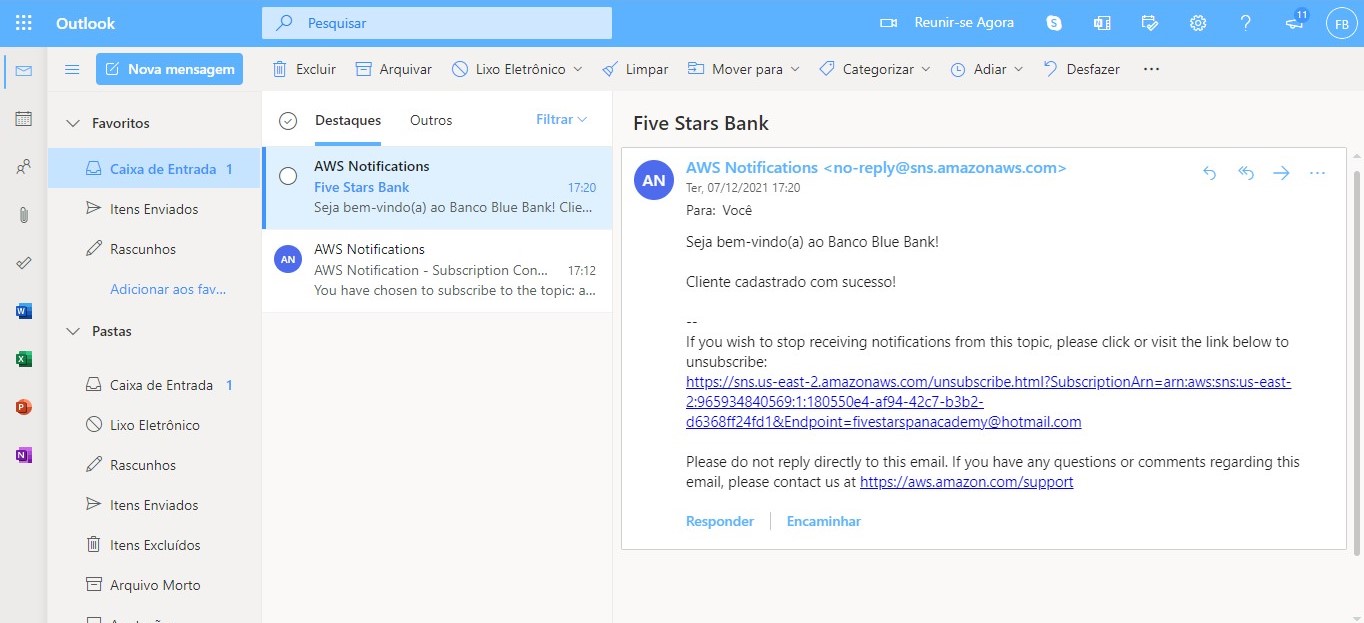 Outlook
Pesquisar
Reunir-se Agora
11
FB
Nova mensagem
Excluir
Arquivar
Lixo Eletrônico
Limpar
Mover para
Categorizar
Adiar
Desfazer
Favoritos
Caixa de Entrada 1
Itens Enviados
Rascunhos
Adicionar aos fav...
Pastas
Caixa de Entrada 1
Lixo Eletrônico
Rascunhos
Itens Enviados
Itens Excluídos
Arquivo Morto
Destaques
Outros
Filtrar
AWS Notifications
Five Stars Bank 17:20
Seja bem-vindo(a) ao Banco Blue Bank! Clie...
AN
AWS Notifications
AWS Notification - Subscription Con... 17:12
You have chosen to subscribe to the topic: a...
Five Stars Bank
AN
AWS Notifications <no-reply@sns.amazonaws.com>
Ter, 07/12/2021 17:20
Para: Você
Seja bem-vindo(a) ao Banco Blue Bank!
Cliente cadastrado com sucesso!
--
If you wish to stop receiving notifications from this topic, please click or visit the link below to
unsubscribe:
https://sns.us-east-2.amazonaws.com/unsubscribe.html?SubscriptionArn=arn:aws:sns:us-east-
2:965934840569:1:180550e4-af94-42c7-b3b2-
d6368ff24fd1&Endpoint=fivestarspanacademy@hotmail.com
Please do not reply directly to this email. If you have any questions or comments regarding this
email, please contact us at https://aws.amazon.com/support
Responder
Encaminhar